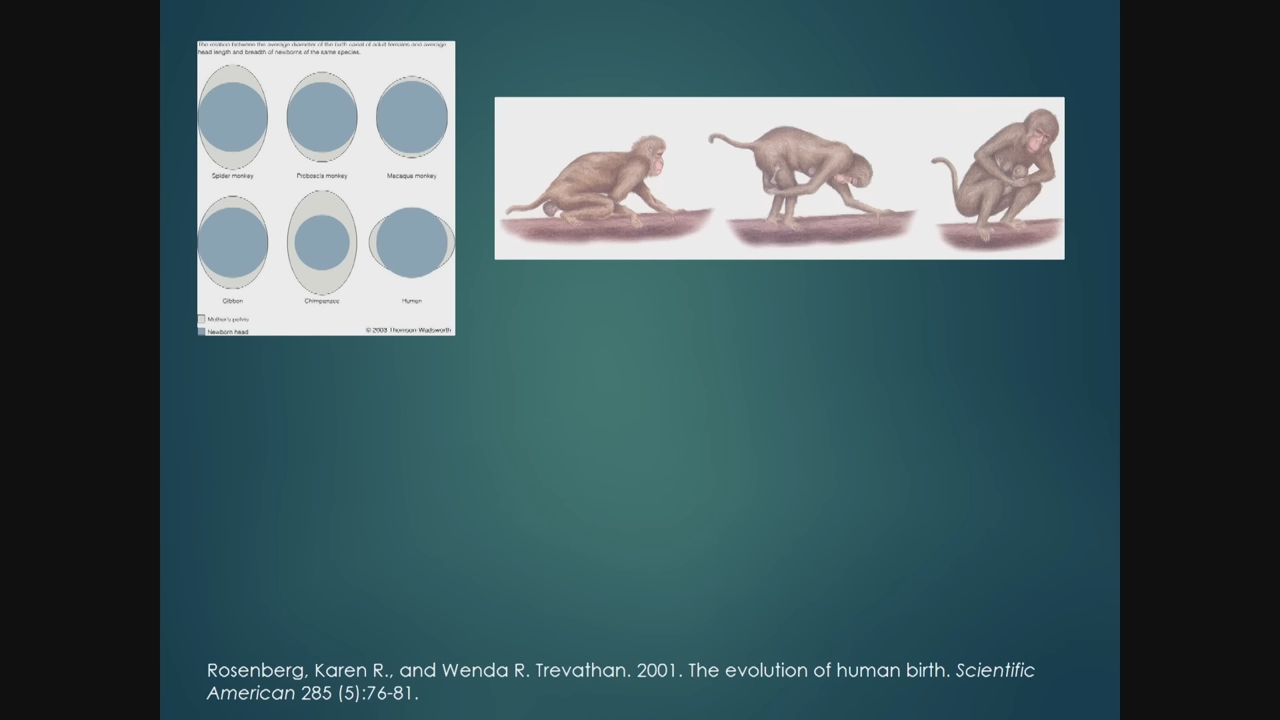 The relation between the average diameter of the birth canal of adult females and average
head length and breadth of newborns of the same species.
Spider monkey
Proboscis monkey
Macaque monkey
Gibbon
Chimpanzee
Human
Mother's pelvis
Newborn head
© 2003 Thomson Wadsworth
Rosenberg, Karen R., and Wenda R. Trevathan. 2001. The evolution of human birth. Scientific
American 285 (5):76-81.